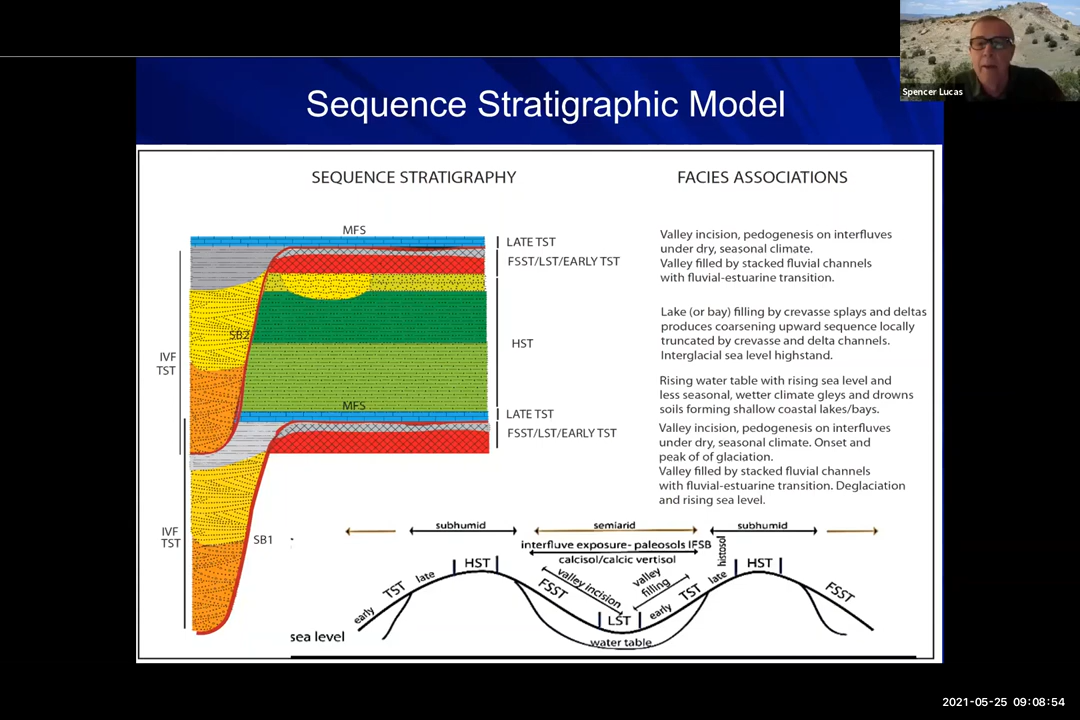 Spencer Lucas
Sequence Stratigraphic Model
SEQUENCE STRATIGRAPHY
FACIES ASSOCIATIONS
MFS
LATE TST
FSST/LST/EARLY TST
SB2
HST
IVF
TST
MFS
LATE TST
FSST/LST/EARLY TST
IVF
TST
SB1
Valley incision, pedogenesis on interfluves
under dry, seasonal climate.
Valley filled by stacked fluvial channels
with fluvial-estuarine transition.
Lake (or bay) filling by crevasse splays and deltas
produces coarsening upward sequence locally
truncated by crevasse and delta channels.
Interglacial sea level highstand.
Rising water table with rising sea level and
less seasonal, wetter climate gleys and drowns
soils forming shallow coastal lakes/bays.
Valley incision, pedogenesis on interfluves
under dry, seasonal climate. Onset and
peak of of glaciation.
Valley filled by stacked fluvial channels
with fluvial-estuarine transition. Deglaciation
and rising sea level.
subhumid
semiarid
subhumid
interfluve exposure- paleosols IFSB
calcisol/calcic vertisol
histosol
early
TST
late
HST
FSST
valley incision
LST
valley
filling
early
TST
late
HST
FSST
water table
sea level
2021-05-25 09:08:54